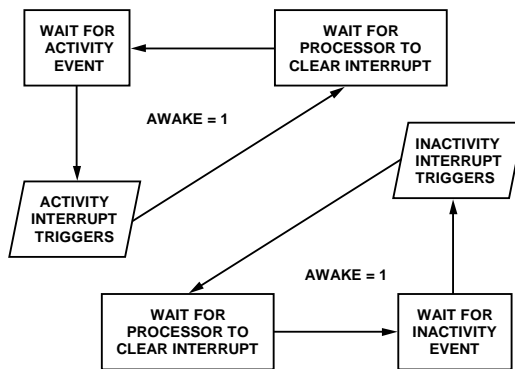 WAIT FOR
ACTIVITY
EVENT
WAIT FOR
PROCESSOR TO
CLEAR INTERRUPT
AWAKE = 1
ACTIVITY
INTERRUPT
TRIGGERS
INACTIVITY
INTERRUPT
TRIGGERS
AWAKE = 1
WAIT FOR
PROCESSOR TO
CLEAR INTERRUPT
WAIT FOR
INACTIVITY
EVENT